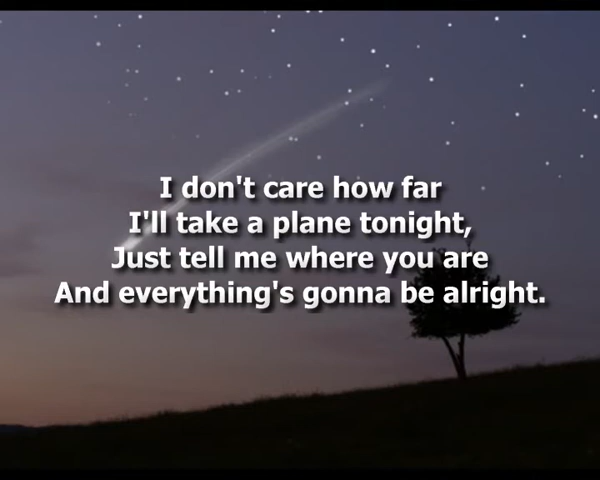 I don't care how far
I'll take a plane tonight,
Just tell me where you are
And everything's gonna be alright.